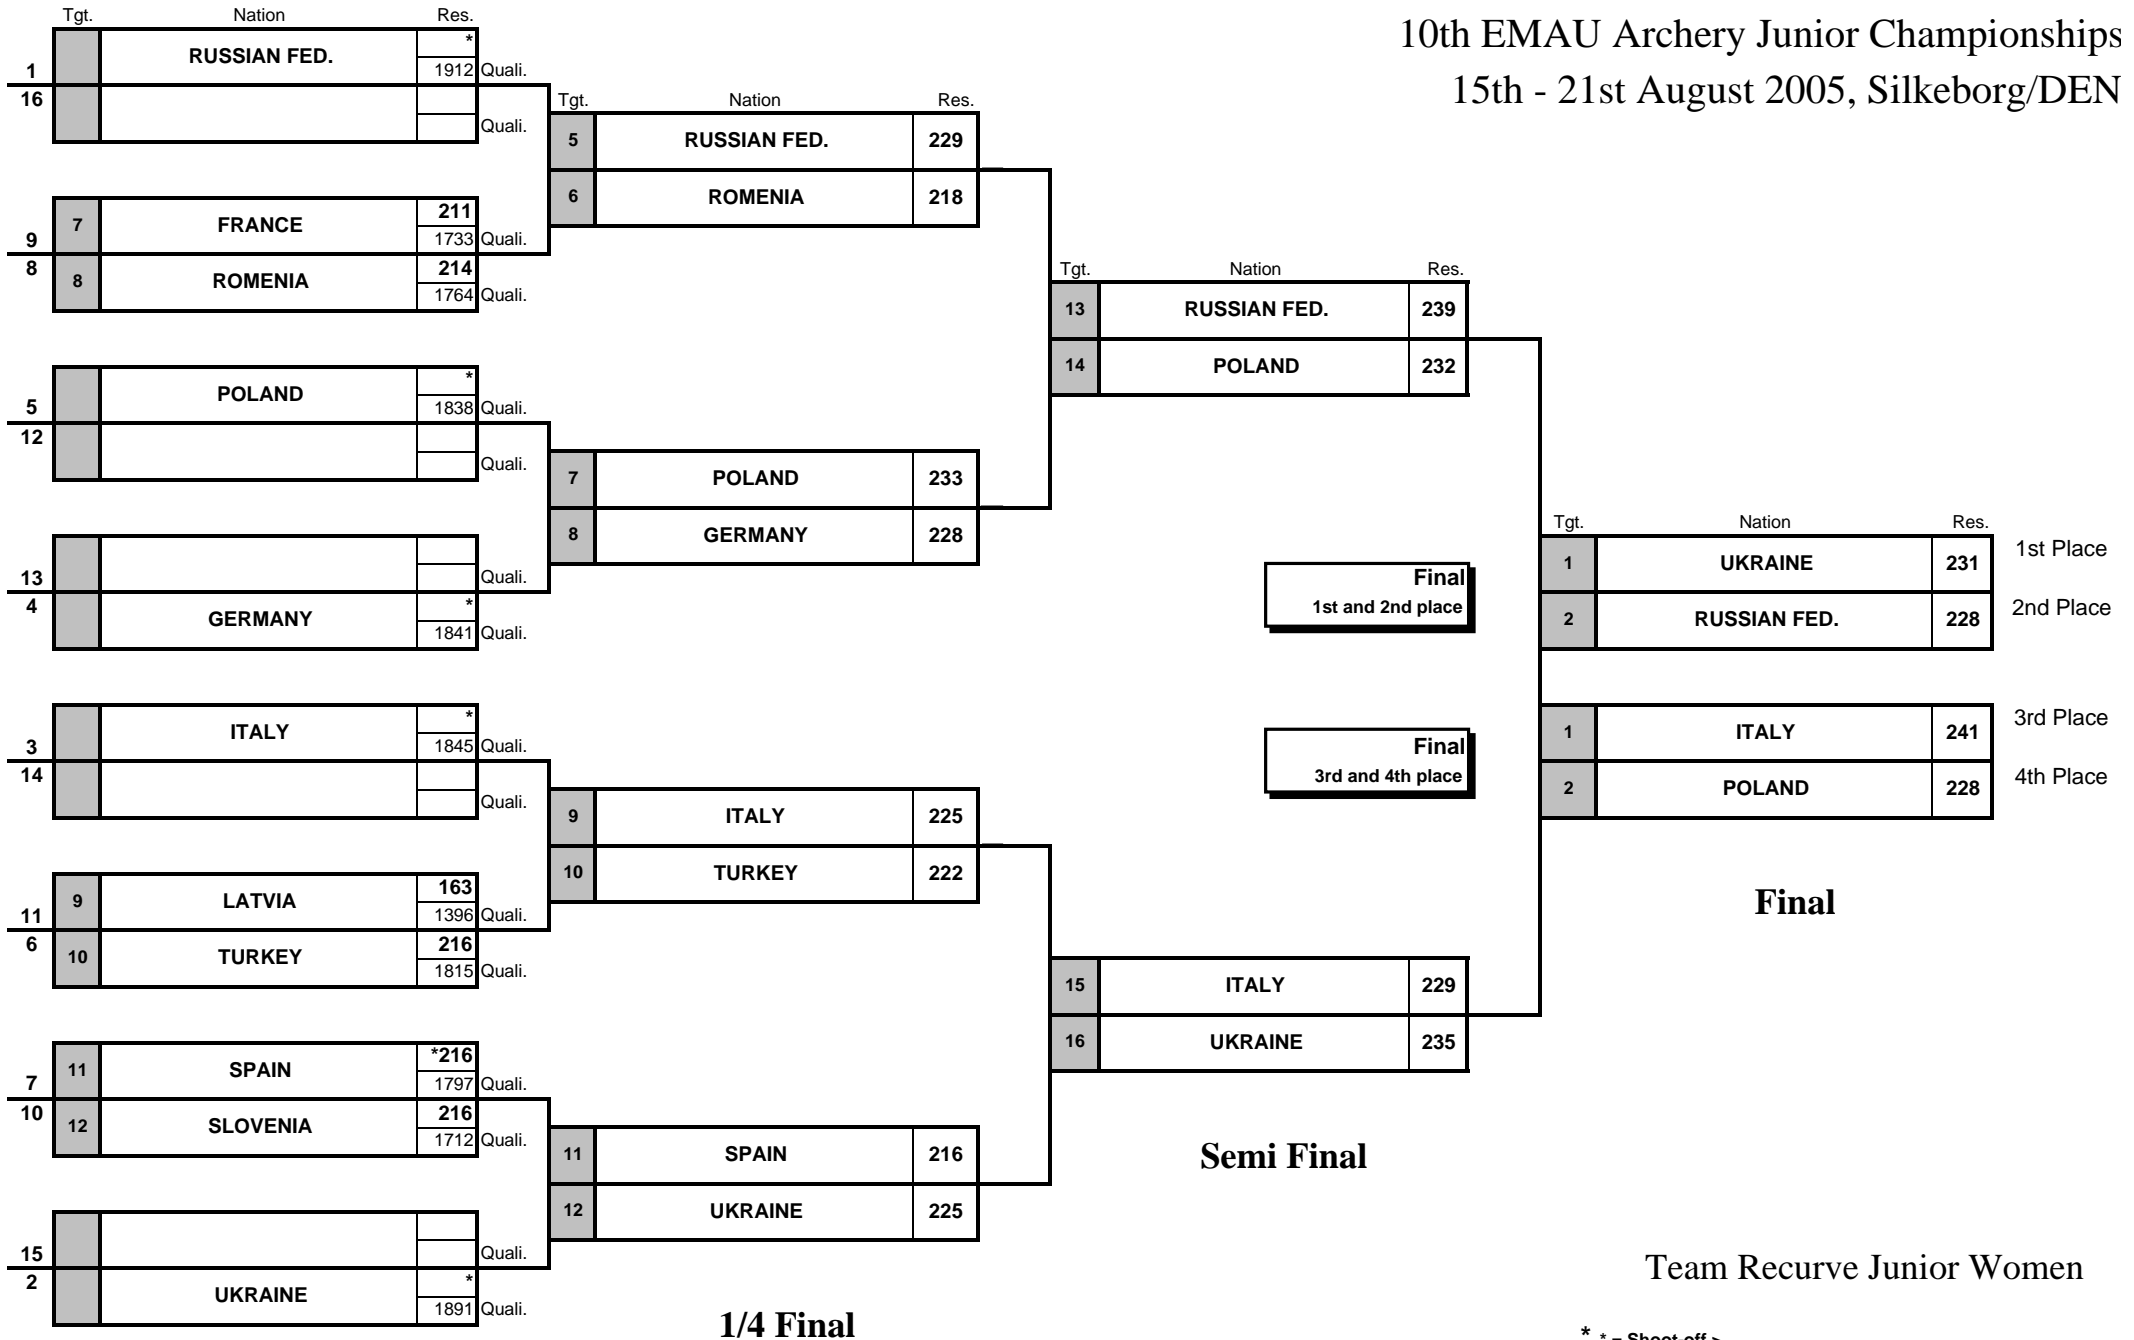 10th EMAU Archery Junior Championships
15th - 21st August 2005, Silkeborg/DEN
Tgt. Nation Res.
RUSSIAN FED. *
1 1912 Quali.
16
Quali.
7 FRANCE 211
9 1733 Quali.
8 8 ROMENIA 214
1764 Quali.
POLAND *
5 1838 Quali.
12
Quali.
13 Quali.
4 GERMANY *
1841 Quali.
ITALY *
3 1845 Quali.
14
Quali.
9 LATVIA 163
11 1396 Quali.
6 10 TURKEY 216
1815 Quali.
11 SPAIN *216
7 1797 Quali.
10 12 SLOVENIA 216
1712 Quali.
15 Quali.
2 UKRAINE *
1891 Quali.
Tgt. Nation Res.
5 RUSSIAN FED. 229
6 ROMENIA 218
7 POLAND 233
8 GERMANY 228
9 ITALY 225
10 TURKEY 222
11 SPAIN 216
12 UKRAINE 225
1/4 Final
Tgt. Nation Res.
13 RUSSIAN FED. 239
14 POLAND 232
15 ITALY 229
16 UKRAINE 235
Semi Final
Final
1st and 2nd place
Tgt. Nation Res.
1 UKRAINE 231 1st Place
2 RUSSIAN FED. 228 2nd Place
Final
3rd and 4th place
1 ITALY 241 3rd Place
2 POLAND 228 4th Place
Final
Team Recurve Junior Women
* * = Shoot-off >